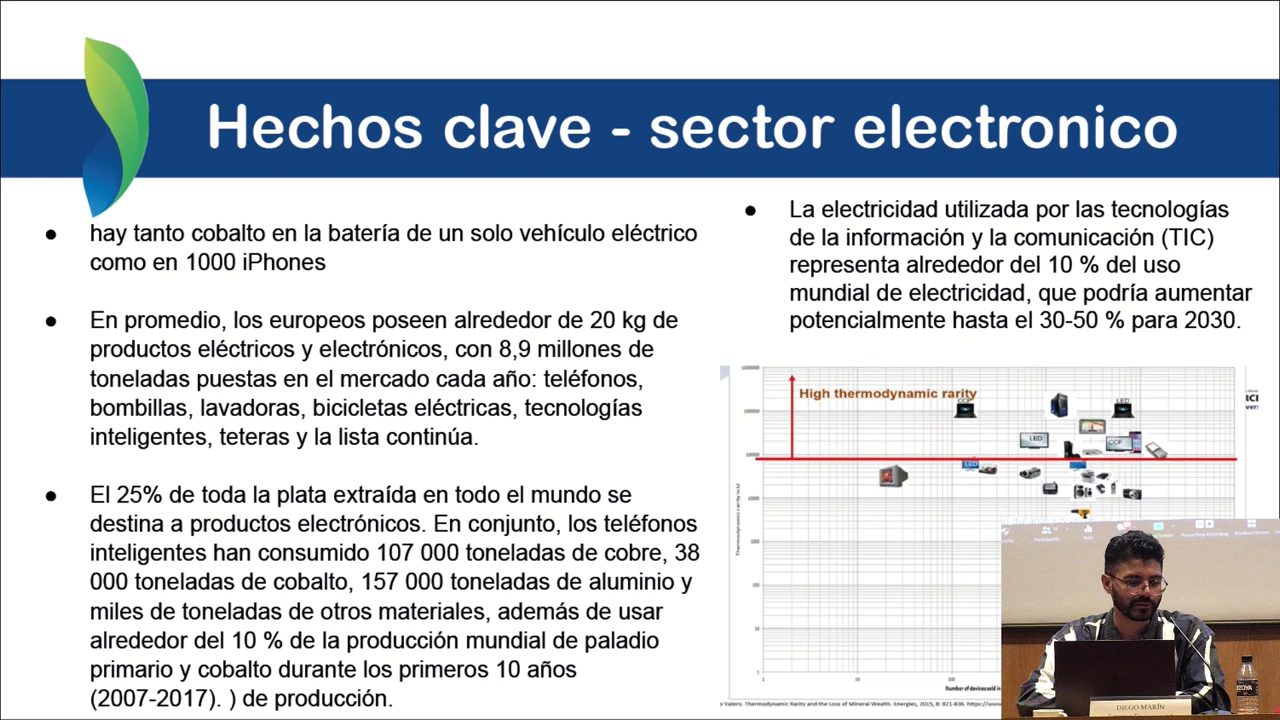 Hechos clave - sector electronico
hay tanto cobalto en la batería de un solo vehículo eléctrico
como en 1000 iPhones
En promedio, los europeos poseen alrededor de 20 kg de
productos eléctricos y electrónicos, con 8,9 millones de
toneladas puestas en el mercado cada año: teléfonos,
bombillas, lavadoras, bicicletas eléctricas, tecnologías
inteligentes, teteras y la lista continúa.
El 25% de toda la plata extraída en todo el mundo se
destina a productos electrónicos. En conjunto, los teléfonos
inteligentes han consumido 107 000 toneladas de cobre, 38
000 toneladas de cobalto, 157 000 toneladas de aluminio y
miles de toneladas de otros materiales, además de usar
alrededor del 10 % de la producción mundial de paladio
primario y cobalto durante los primeros 10 años
(2007-2017). ) de producción.
La electricidad utilizada por las tecnologías
de la información y la comunicación (TIC)
representa alrededor del 10 % del uso
mundial de electricidad, que podría aumentar
potencialmente hasta el 30-50 % para 2030.
High thermodynamic rarity
LED
LED
CCF
LED
Number of devices sold in
Valero. Thermodynamic Rarity and the Loss of Mineral Wealth. Energies, 2015, 8: 821-836. https://www
DIEGO MARÍN